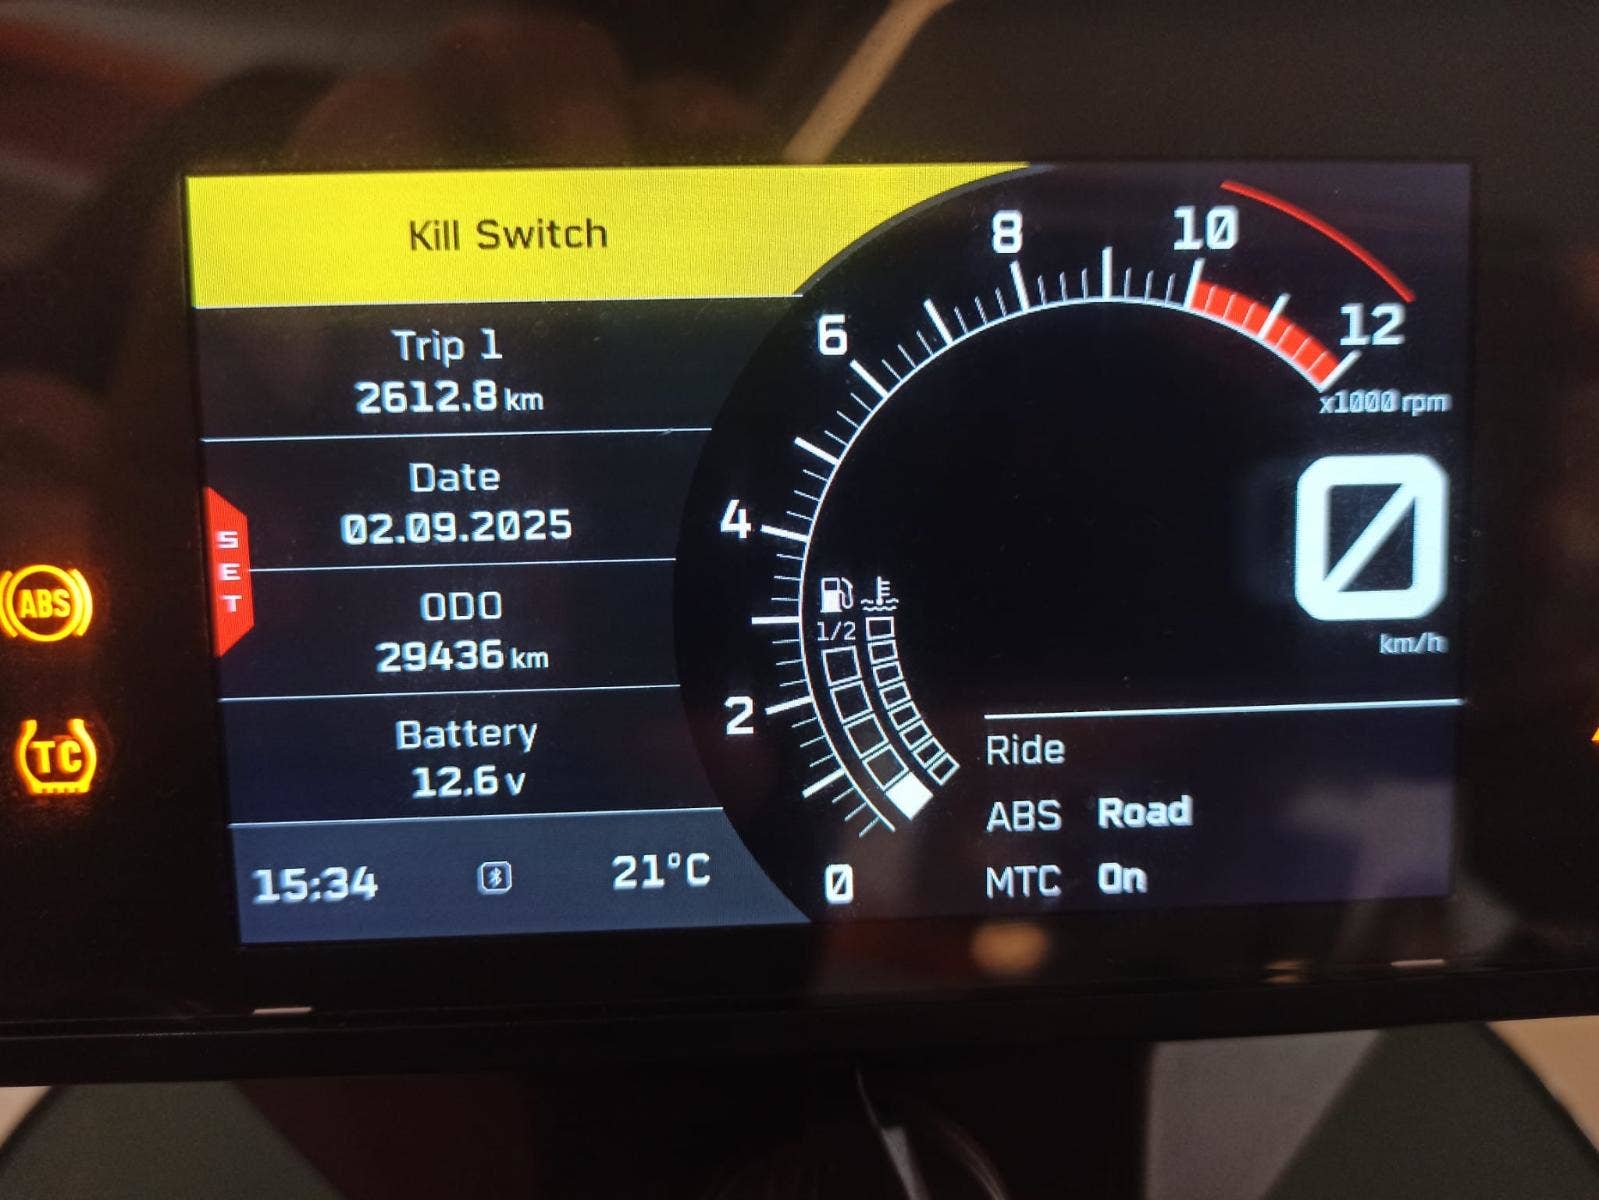 Kill Switch
Trip 1
2612.8 km
Date
02.09.2025
SET
ODO
29436 km
Battery
12.6 v
15:34
21°C
ABS
TC
0
2
4
6
8
10
12
x1000 rpm
1/2
0
km/h
Ride
ABS Road
MTC On